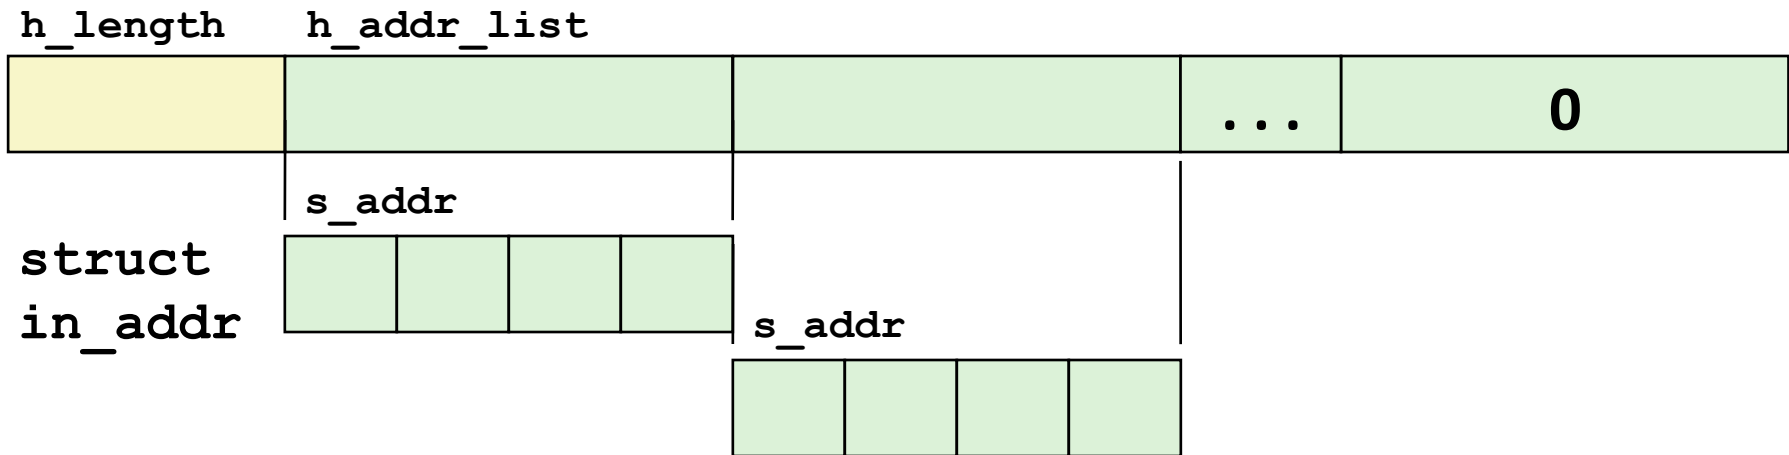 h_length h_addr_list
... 0
s_addr
struct
in_addr
s_addr